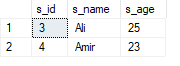 s_id s_name s_age
1 3 Ali 25
2 4 Amir 23